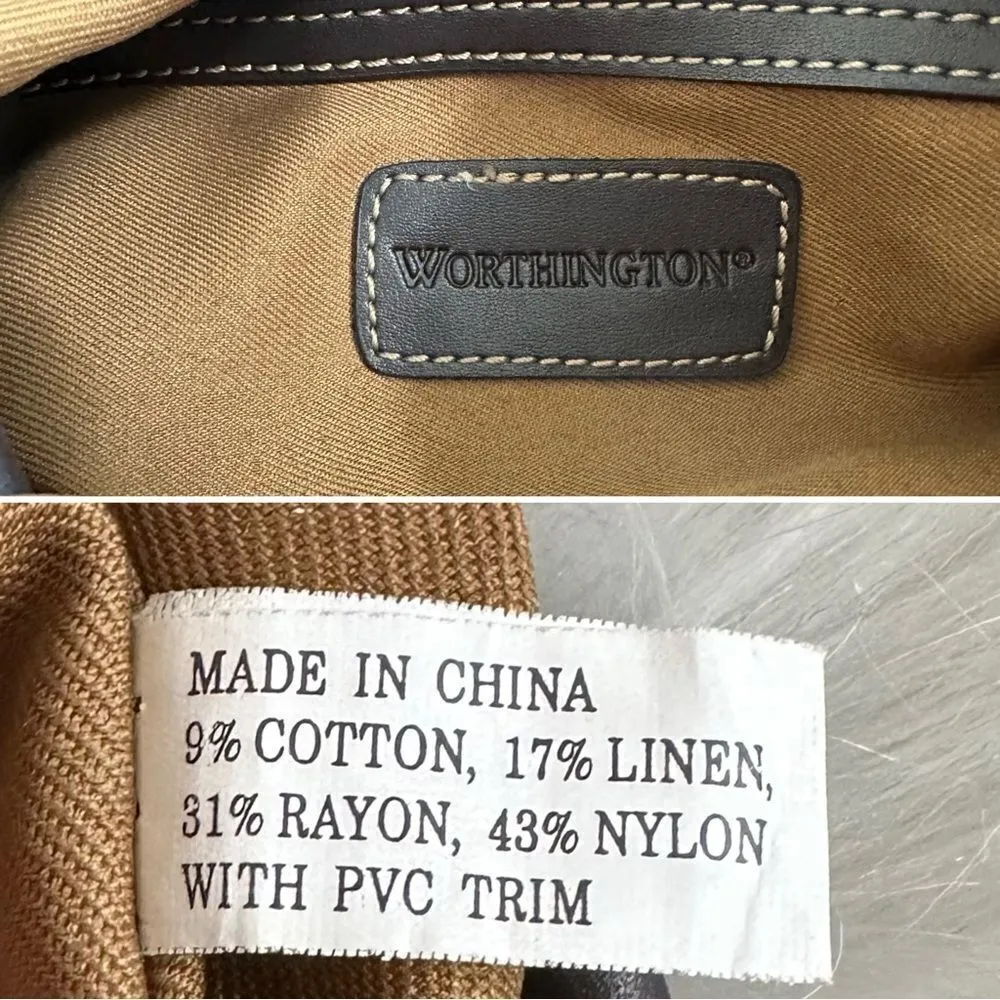 WORTHINGTON®
MADE IN CHINA
9% COTTON, 17% LINEN,
31% RAYON, 43% NYLON
WITH PVC TRIM